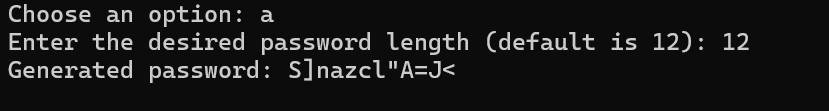 Choose an option: a
Enter the desired password length (default is 12): 12
Generated password: S]nazcl"A=J<